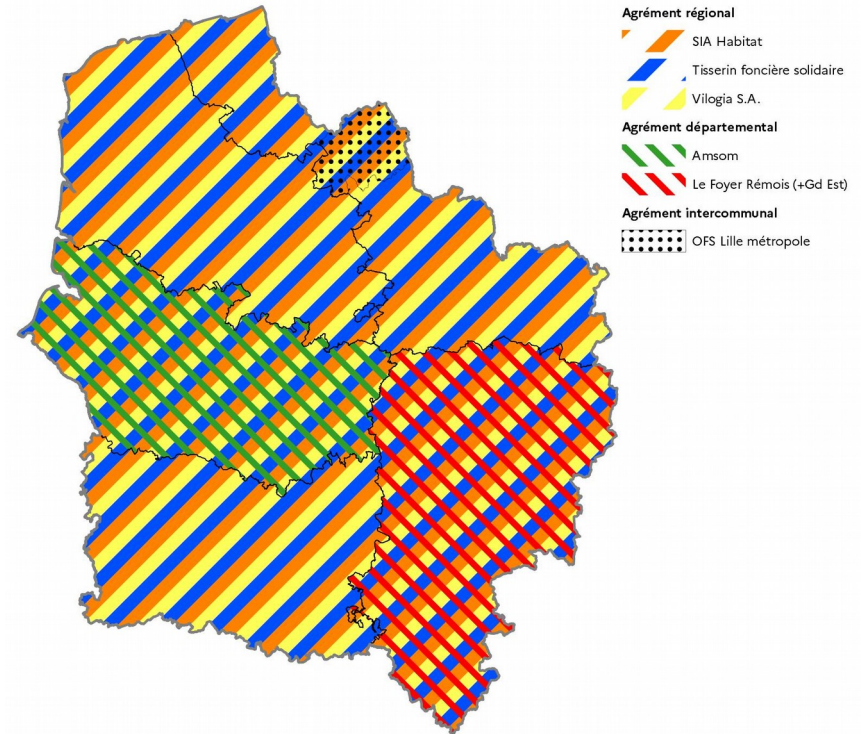 Agrément régional
SIA Habitat
Tisserin foncière solidaire
Vilogia S.A.
Agrément départemental
Amsom
Le Foyer Rémois (+Gd Est)
Agrément intercommunal
OFS Lille métropole